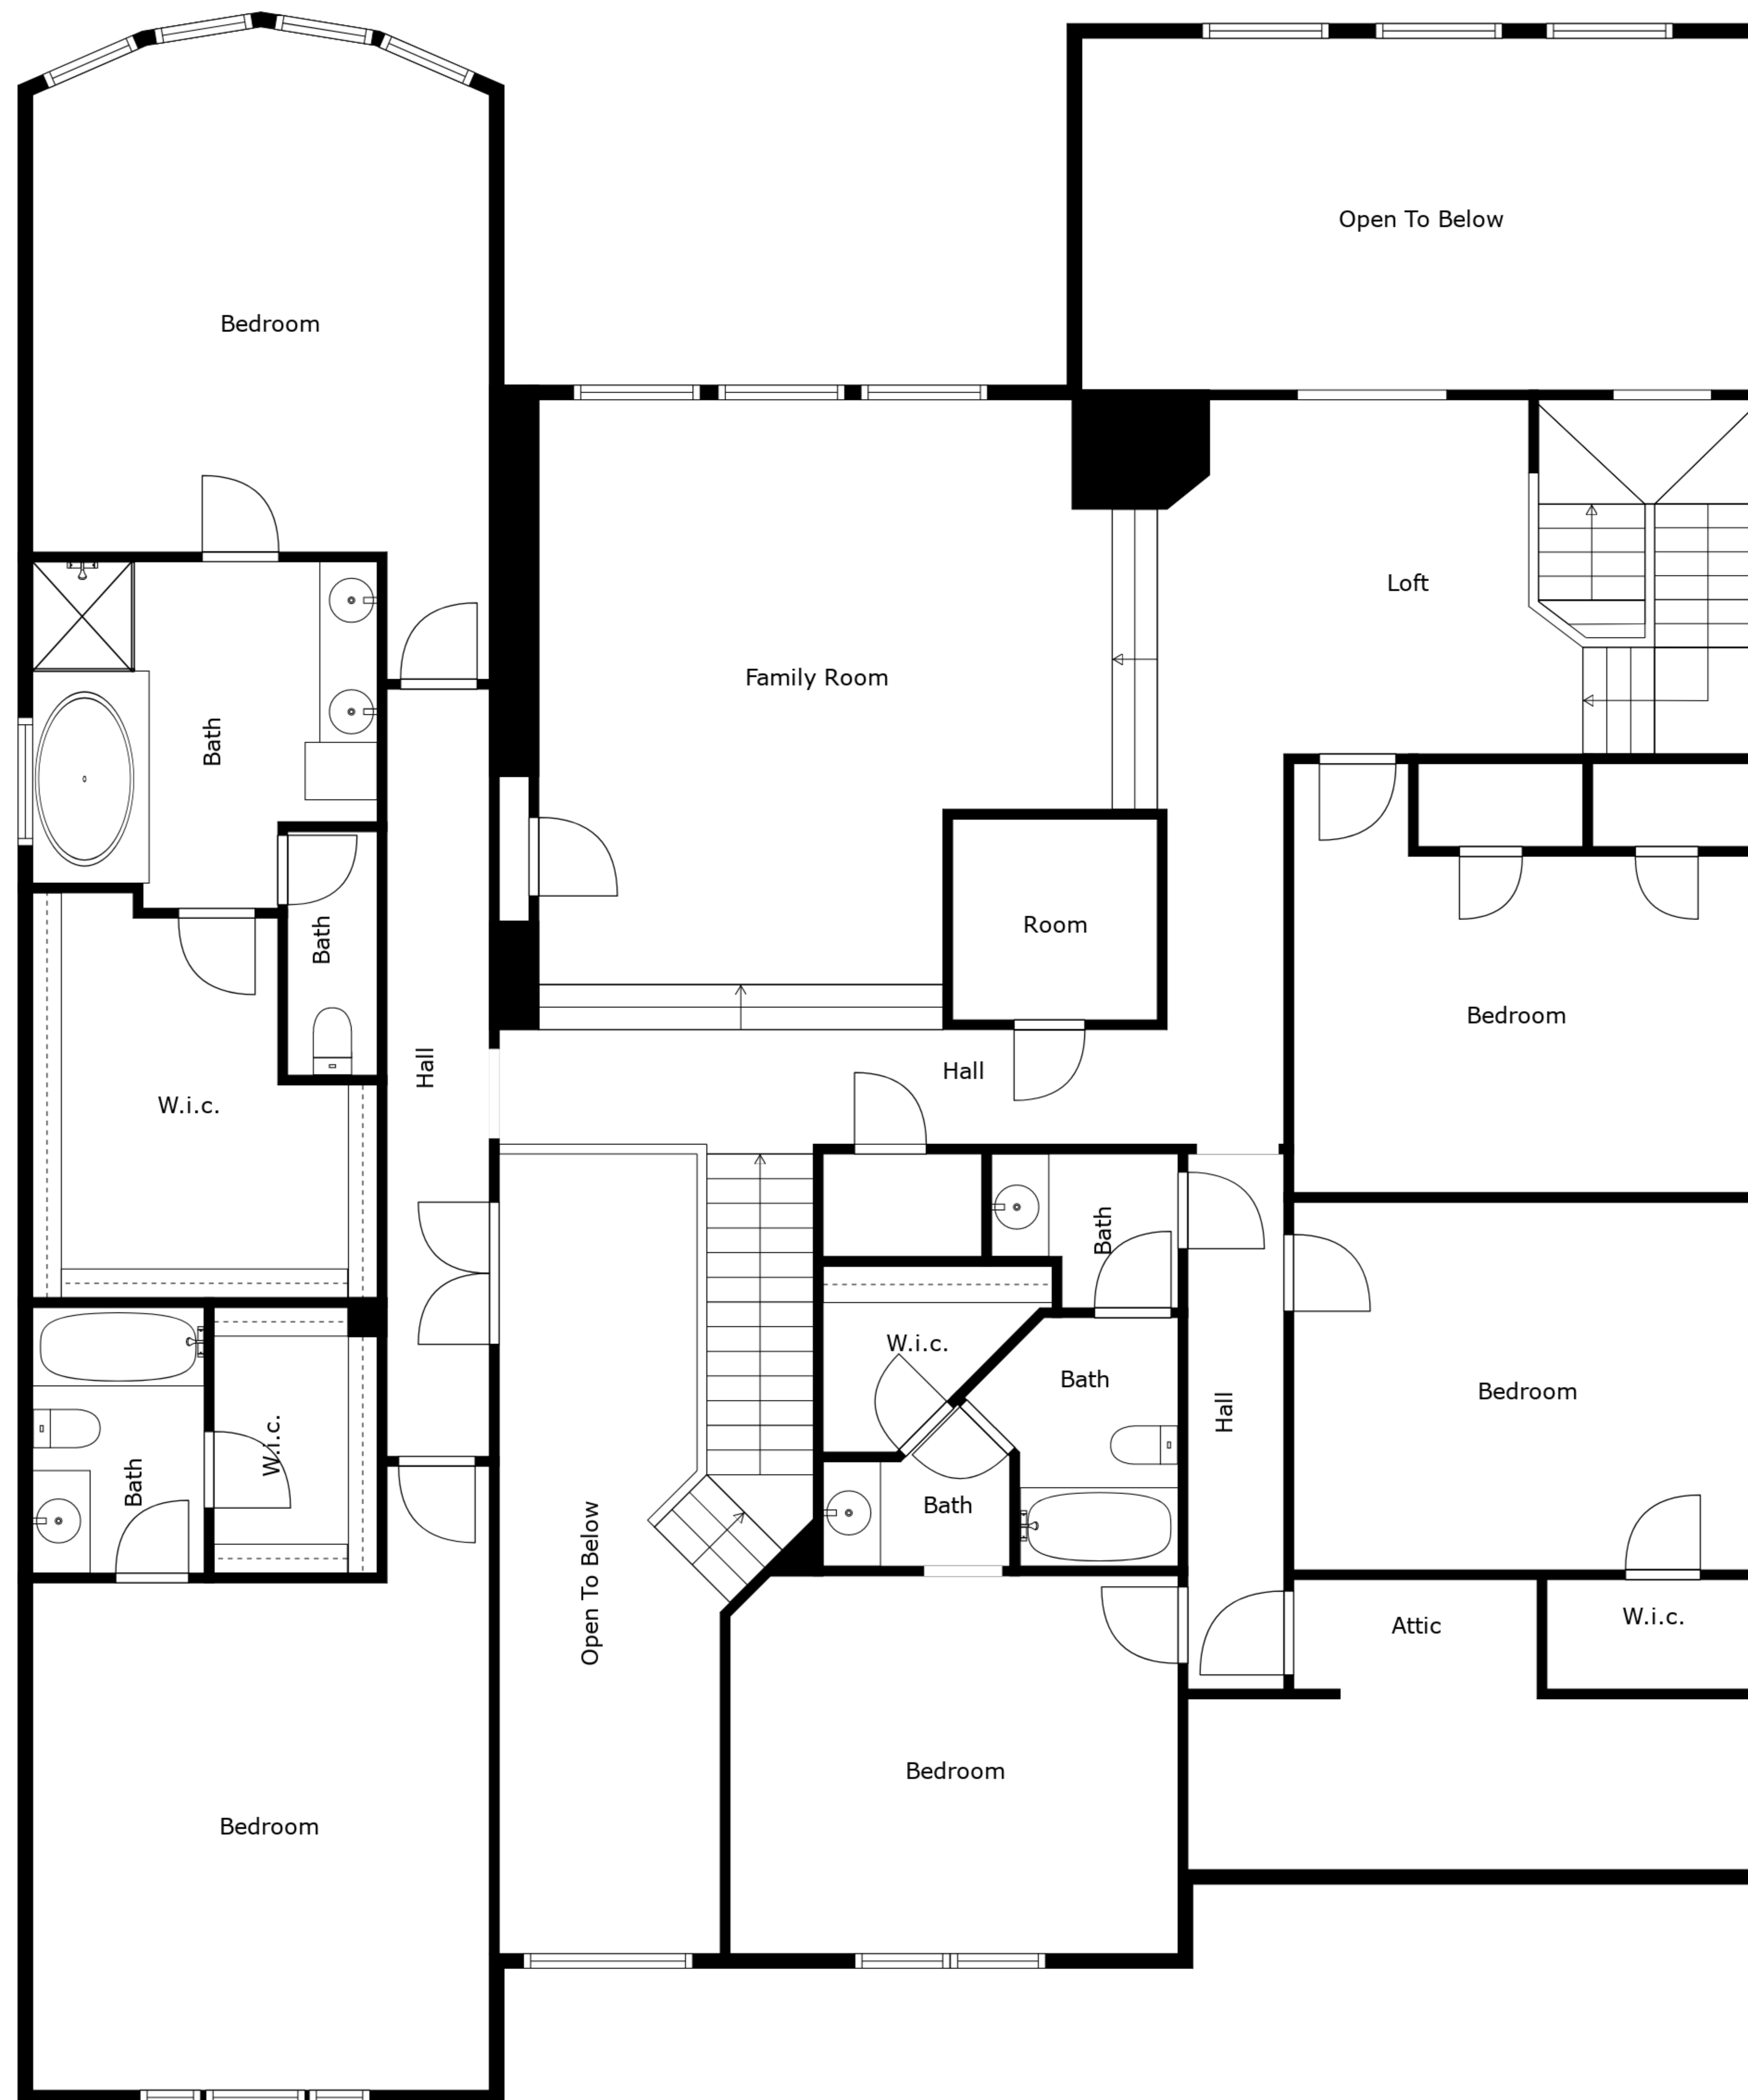 Open To Below
Bedroom
Loft
Family Room
Bath
Room
Bath
Bedroom
Hall
Hall
W.i.c.
Bath
W.i.c.
Bath
Bedroom
Hall
W.i.c.
Bath
Bath
Open To Below
W.i.c.
Attic
Bedroom
Bedroom